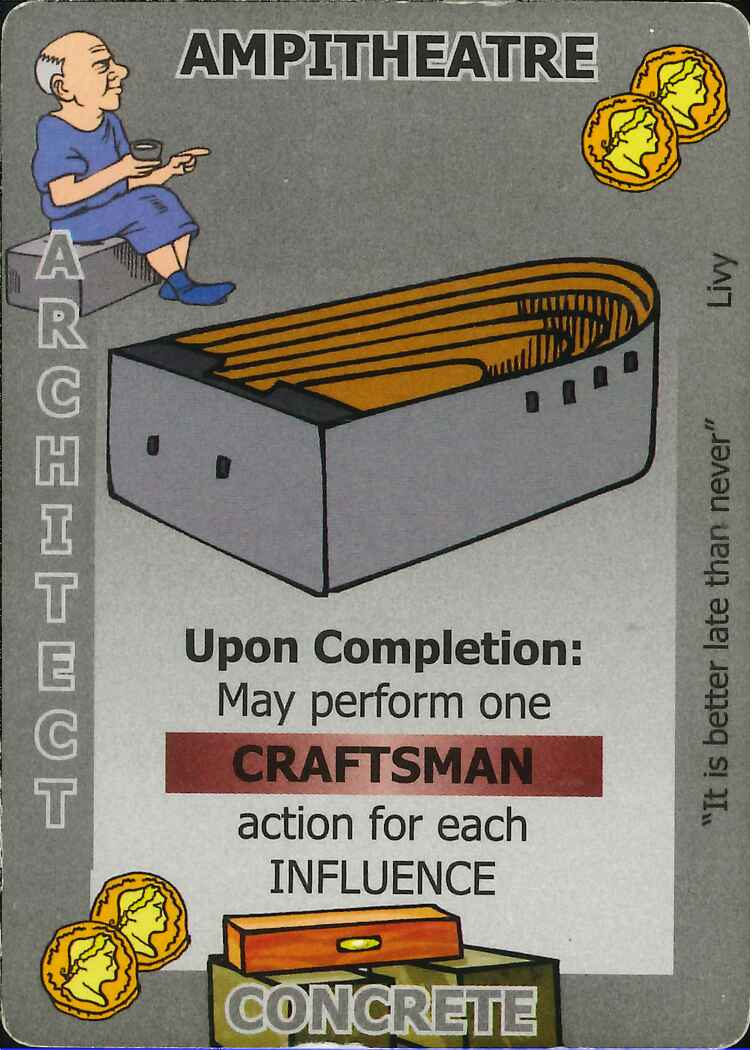 AMPITHEATRE
ARCHITECT
Upon Completion:
May perform one
CRAFTSMAN
action for each
INFLUENCE
CONCRETE
"It is better late than never”
Livy